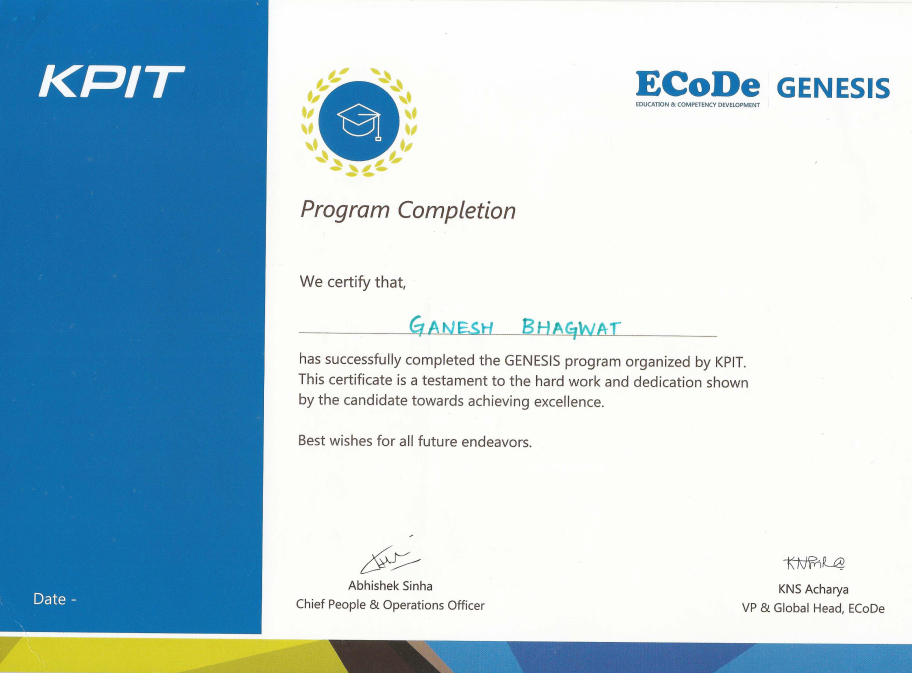 KPIT
ECoDe GENESIS
EDUCATION & COMPETENCY DEVELOPMENT
Program Completion
We certify that,
GANESH BHAGWAT
has successfully completed the GENESIS program organized by KPIT.
This certificate is a testament to the hard work and dedication shown
by the candidate towards achieving excellence.
Best wishes for all future endeavors.
Abhishek Sinha
Chief People & Operations Officer
KNS Acharya
VP & Global Head, ECoDe
Date -